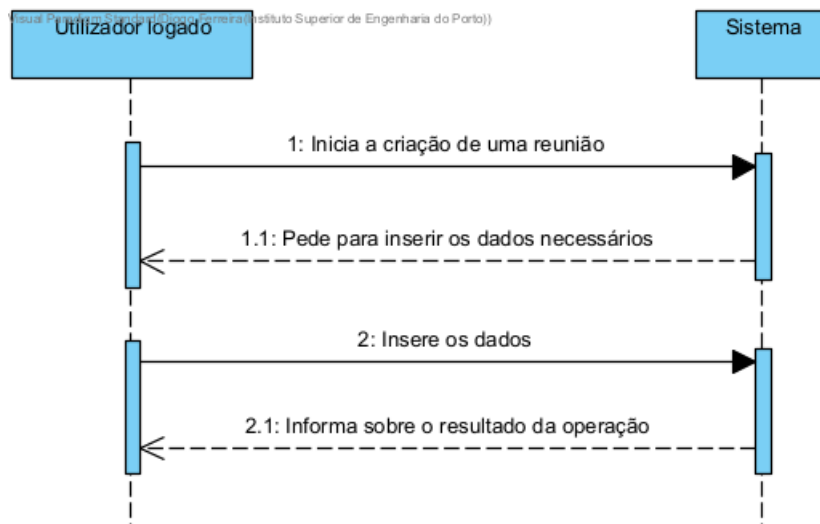 Visual Paradigm Standard(Diogo Ferreira(Instituto Superior de Engenharia do Porto))
Utilizador logado
Sistema
1: Inicia a criação de uma reunião
1.1: Pede para inserir os dados necessários
2: Insere os dados
2.1: Informa sobre o resultado da operação